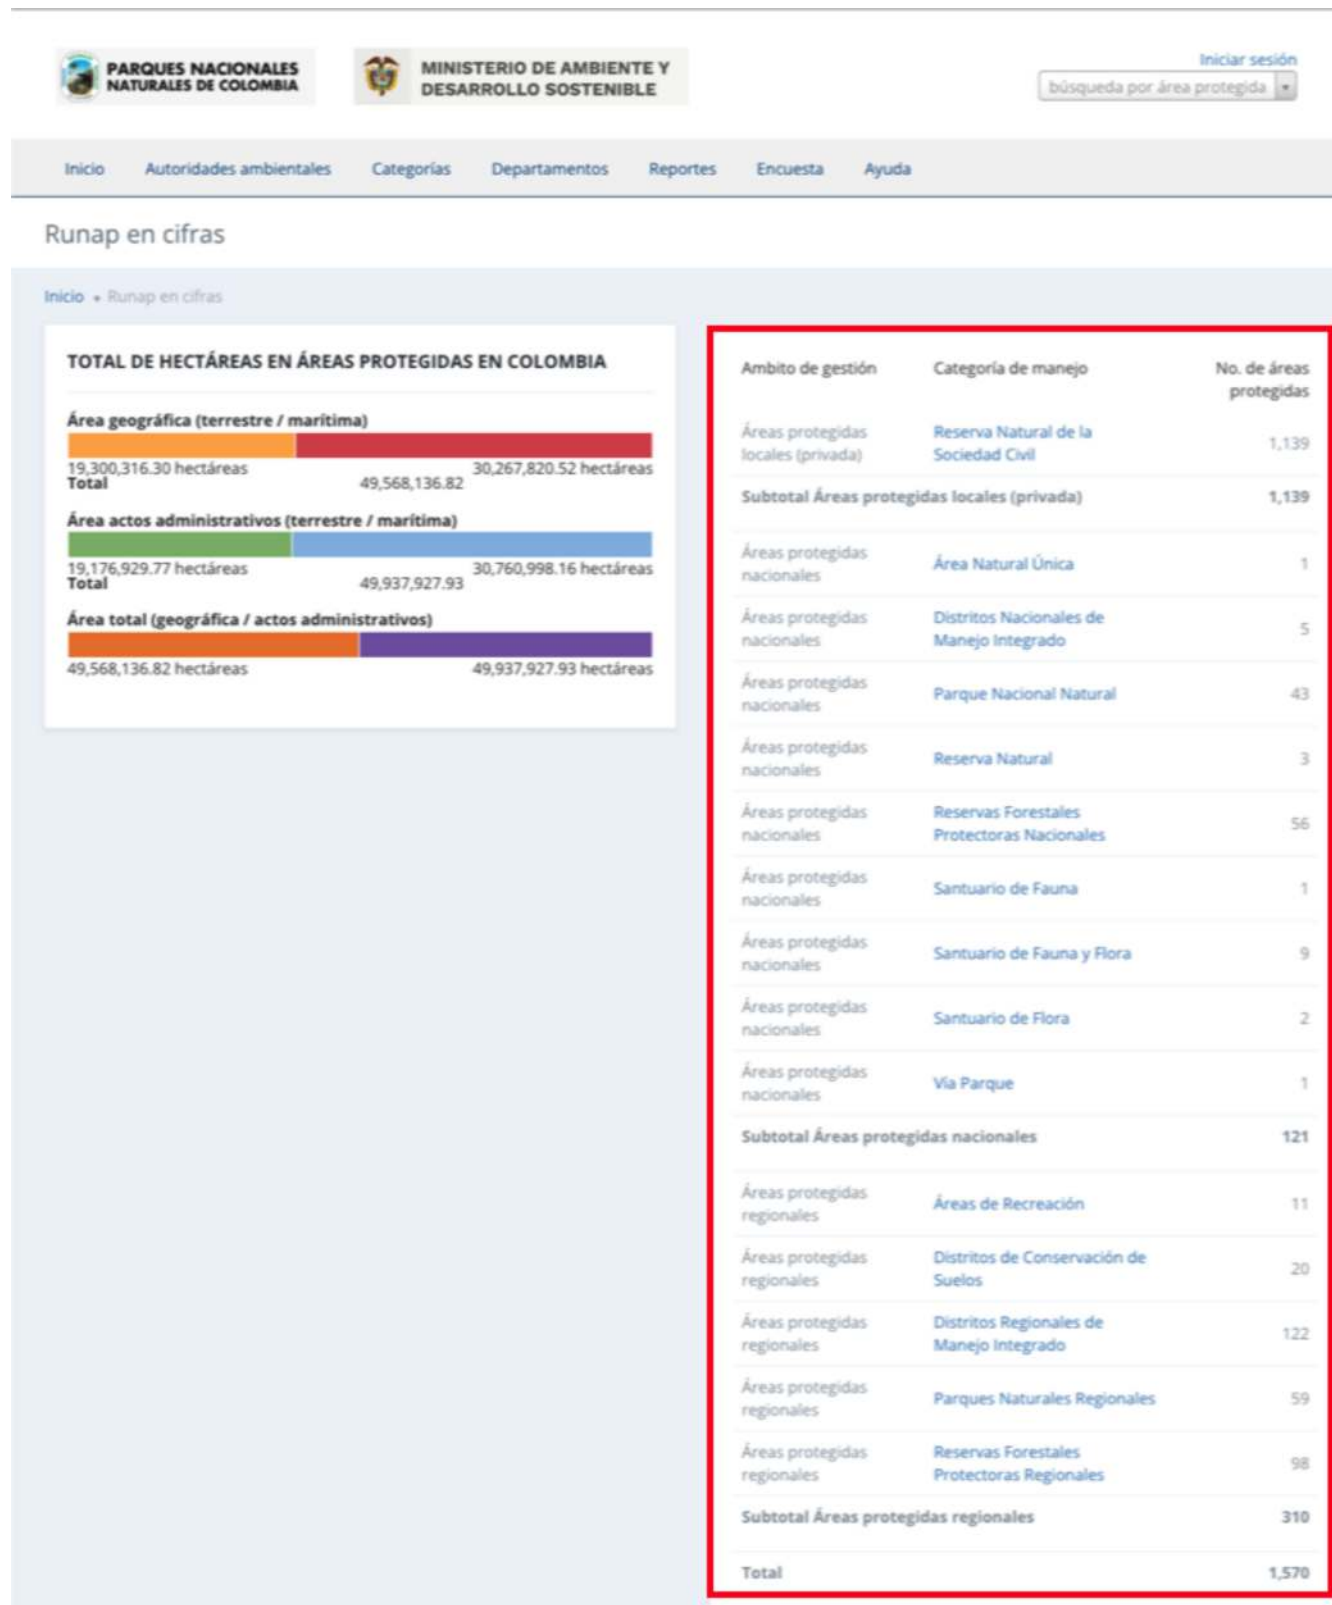 PARQUES NACIONALES
NATURALES DE COLOMBIA
MINISTERIO DE AMBIENTE Y
DESARROLLO SOSTENIBLE
Iniciar sesión
búsqueda por área protegida
Inicio Autoridades ambientales Categorías Departamentos Reportes Encuesta Ayuda
Runap en cifras
Inicio • Runap en cifras
TOTAL DE HECTÁREAS EN ÁREAS PROTEGIDAS EN COLOMBIA
Área geográfica (terrestre / marítima)
19,300,316.30 hectáreas 30,267,820.52 hectáreas
Total 49,568,136.82
Área actos administrativos (terrestre / marítima)
19,176,929.77 hectáreas 30,760,998.16 hectáreas
Total 49,937,927.93
Área total (geográfica / actos administrativos)
49,568,136.82 hectáreas 49,937,927.93 hectáreas
Ambito de gestión Categoría de manejo No. de áreas
protegidas
Áreas protegidas Reserva Natural de la
locales (privada) Sociedad Civil 1,139
Subtotal Áreas protegidas locales (privada) 1,139
Áreas protegidas
nacionales Área Natural Única 1
Áreas protegidas Distritos Nacionales de
nacionales Manejo Integrado 5
Áreas protegidas
nacionales Parque Nacional Natural 43
Áreas protegidas
nacionales Reserva Natural 3
Áreas protegidas Reservas Forestales
nacionales Protectoras Nacionales 56
Áreas protegidas
nacionales Santuario de Fauna 1
Áreas protegidas
nacionales Santuario de Fauna y Flora 9
Áreas protegidas
nacionales Santuario de Flora 2
Áreas protegidas
nacionales Vía Parque 1
Subtotal Áreas protegidas nacionales 121
Áreas protegidas
regionales Áreas de Recreación 11
Áreas protegidas Distritos de Conservación de
regionales Suelos 20
Áreas protegidas Distritos Regionales de
regionales Manejo Integrado 122
Áreas protegidas
regionales Parques Naturales Regionales 59
Áreas protegidas Reservas Forestales
regionales Protectoras Regionales 98
Subtotal Áreas protegidas regionales 310
Total 1,570